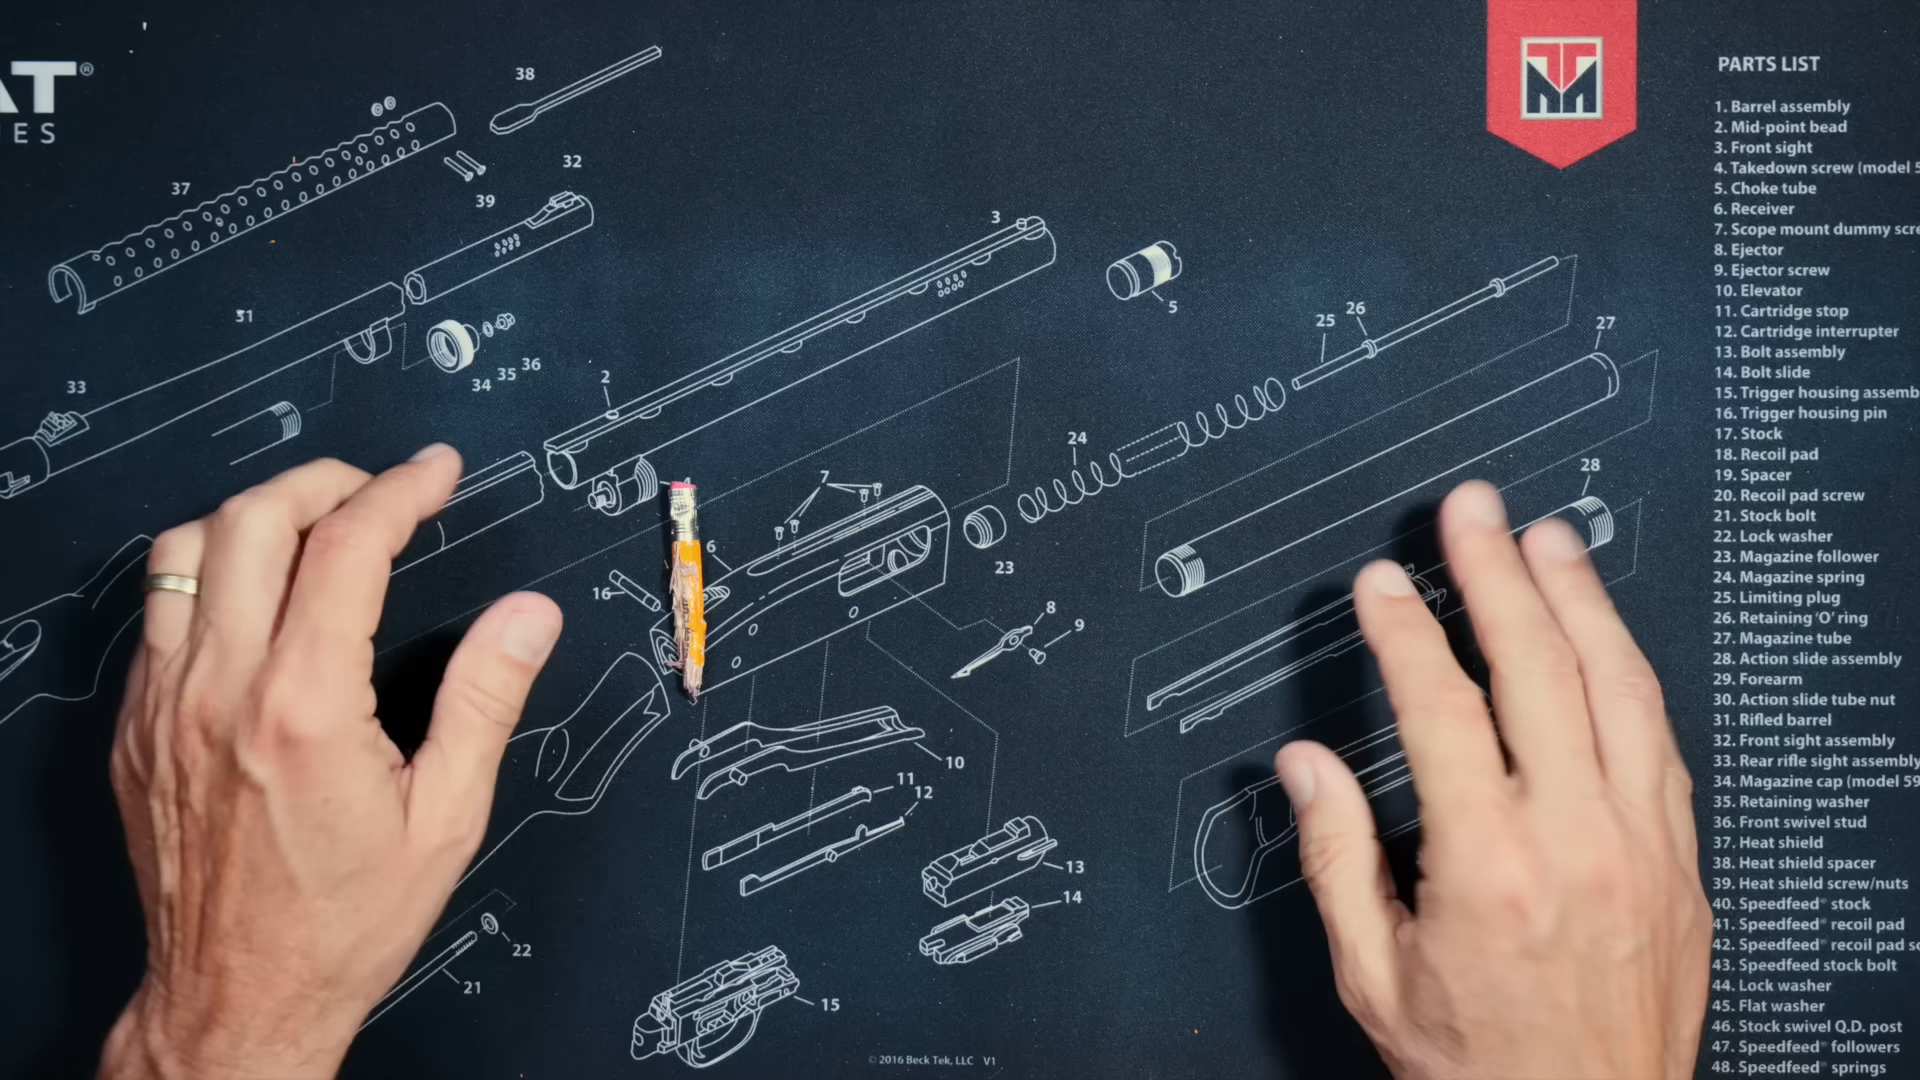 AT®
IES
38
37
32
39
3
31
5
26
25
27
33
34
35
36
2
24
7
28
6
23
16
8
9
10
11
12
13
14
22
21
15
© 2016 Beck Tek, LLC V1
PARTS LIST
1. Barrel assembly
2. Mid-point bead
3. Front sight
4. Takedown screw (model 5
5. Choke tube
6. Receiver
7. Scope mount dummy scre
8. Ejector
9. Ejector screw
10. Elevator
11. Cartridge stop
12. Cartridge interrupter
13. Bolt assembly
14. Bolt slide
15. Trigger housing assemb
16. Trigger housing pin
17. Stock
18. Recoil pad
19. Spacer
20. Recoil pad screw
21. Stock bolt
22. Lock washer
23. Magazine follower
24. Magazine spring
25. Limiting plug
26. Retaining 'O' ring
27. Magazine tube
28. Action slide assembly
29. Forearm
30. Action slide tube nut
31. Rifled barrel
32. Front sight assembly
33. Rear rifle sight assembly
34. Magazine cap (model 59
35. Retaining washer
36. Front swivel stud
37. Heat shield
38. Heat shield spacer
39. Heat shield screw/nuts
40. Speedfeed® stock
41. Speedfeed® recoil pad
42. Speedfeed® recoil pad sc
43. Speedfeed stock bolt
44. Lock washer
45. Flat washer
46. Stock swivel Q.D. post
47. Speedfeed® followers
48. Speedfeed® springs